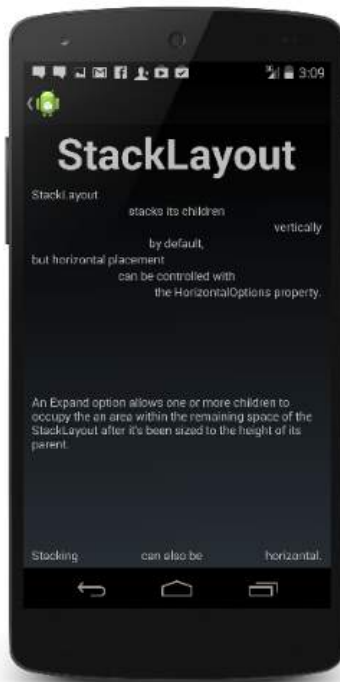 3:09
StackLayout
StackLayout
stacks its children
vertically
by default,
but horizontal placement
can be controlled with
the HorizontalOptions property.
An Expand option allows one or more children to
occupy the an area within the remaining space of the
StackLayout after it's been sized to the height of its
parent.
Stacking can also be horizontal.